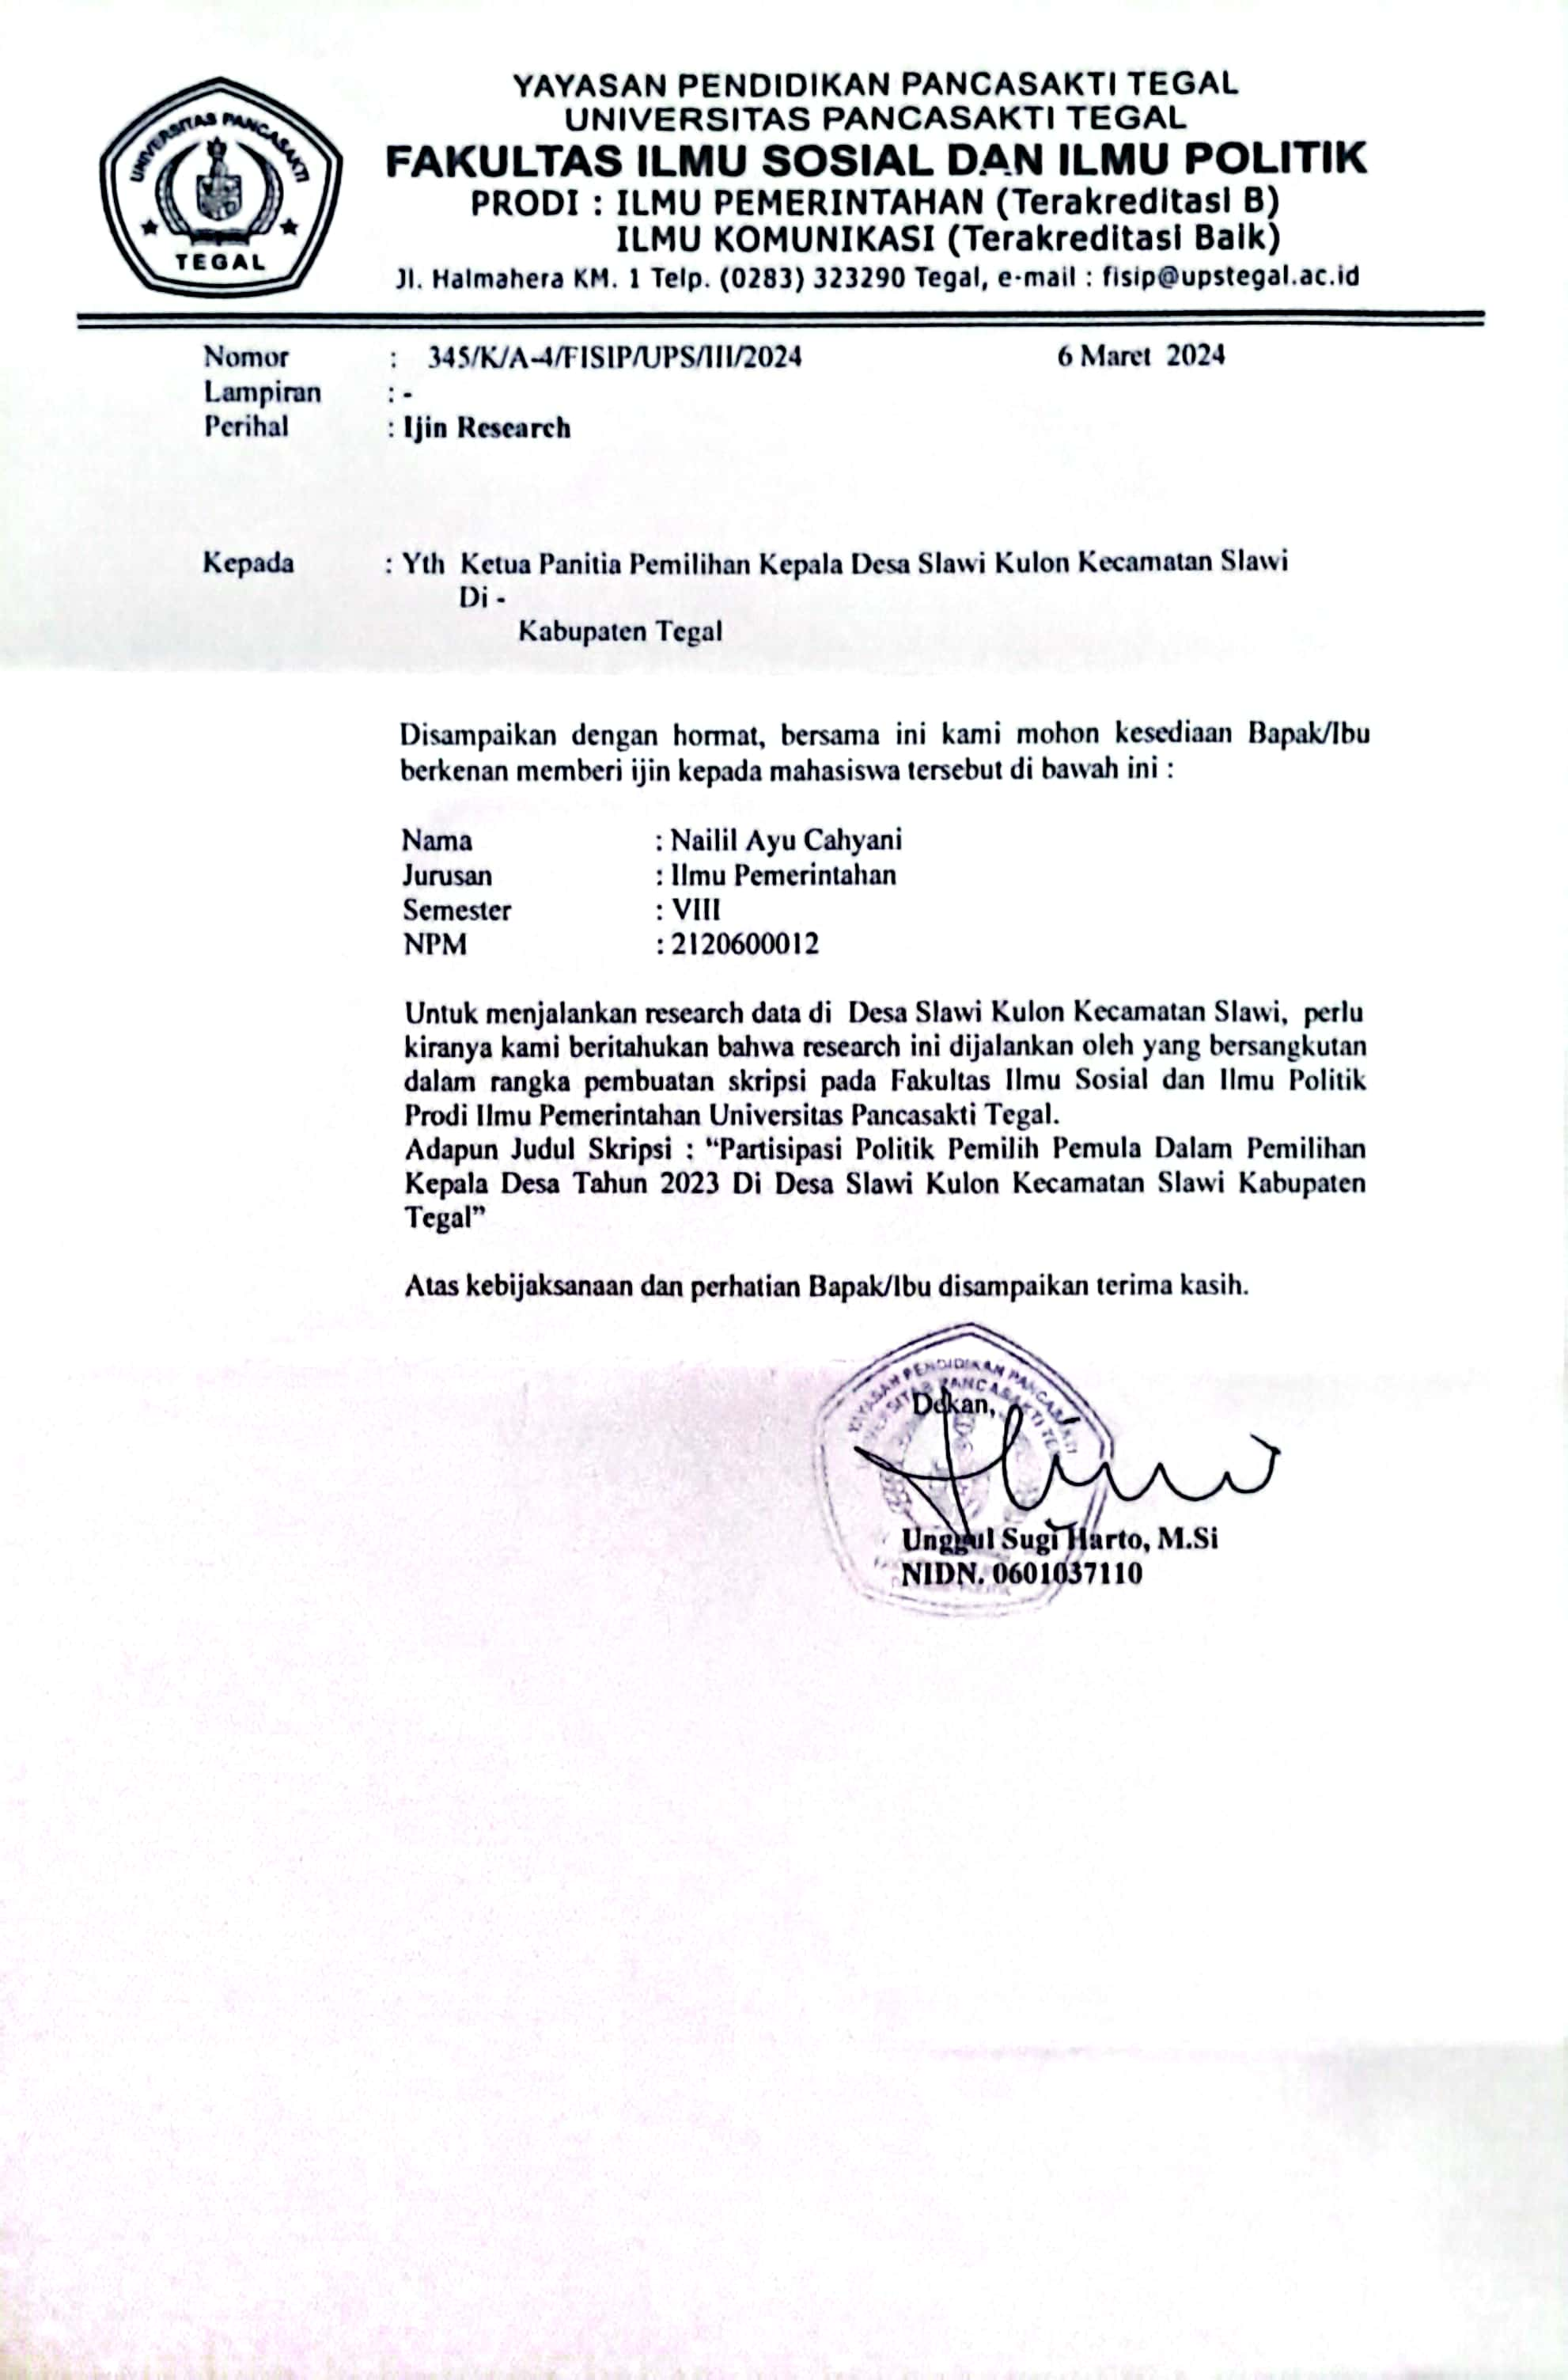 YAYASAN PENDIDIKAN PANCASAKTI TEGAL
UNIVERSITAS PANCASAKTI TEGAL
FAKULTAS ILMU SOSIAL DAN ILMU POLITIK
PRODI : ILMU PEMERINTAHAN (Terakreditasi B)
ILMU KOMUNIKASI (Terakreditasi Baik)
Jl. Halmahera KM. 1 Telp. (0283) 323290 Tegal, e-mail : fisip@upstegal.ac.id
UNIVERSITAS PANCASAKTI
TEGAL
Nomor : 345/K/A-4/FISIP/UPS/III/2024 6 Maret 2024
Lampiran : -
Perihal : Ijin Research
Kepada : Yth Ketua Panitia Pemilihan Kepala Desa Slawi Kulon Kecamatan Slawi
Di -
Kabupaten Tegal
Disampaikan dengan hormat, bersama ini kami mohon kesediaan Bapak/Ibu
berkenan memberi ijin kepada mahasiswa tersebut di bawah ini :
Nama : Nailil Ayu Cahyani
Jurusan : Ilmu Pemerintahan
Semester : VIII
NPM : 2120600012
Untuk menjalankan research data di Desa Slawi Kulon Kecamatan Slawi, perlu
kiranya kami beritahukan bahwa research ini dijalankan oleh yang bersangkutan
dalam rangka pembuatan skripsi pada Fakultas Ilmu Sosial dan Ilmu Politik
Prodi Ilmu Pemerintahan Universitas Pancasakti Tegal.
Adapun Judul Skripsi : “Partisipasi Politik Pemilih Pemula Dalam Pemilihan
Kepala Desa Tahun 2023 Di Desa Slawi Kulon Kecamatan Slawi Kabupaten
Tegal”
Atas kebijaksanaan dan perhatian Bapak/Ibu disampaikan terima kasih.
YAYASAN PENDIDIKAN PANCASAKTI
PANCASAKTI
Dekan,
Unggul Sugi Harto, M.Si
NIDN. 0601037110